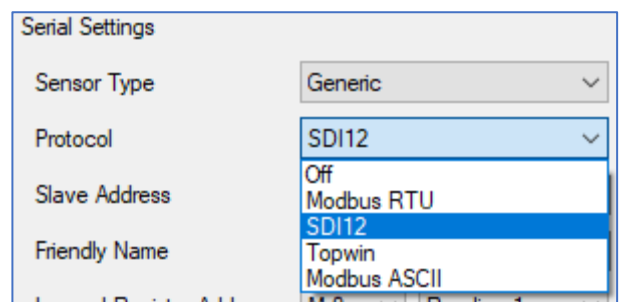 Serial Settings
Sensor Type Generic
Protocol SDI12
Off
Slave Address Modbus RTU
SDI12
Friendly Name Topwin
Modbus ASCII